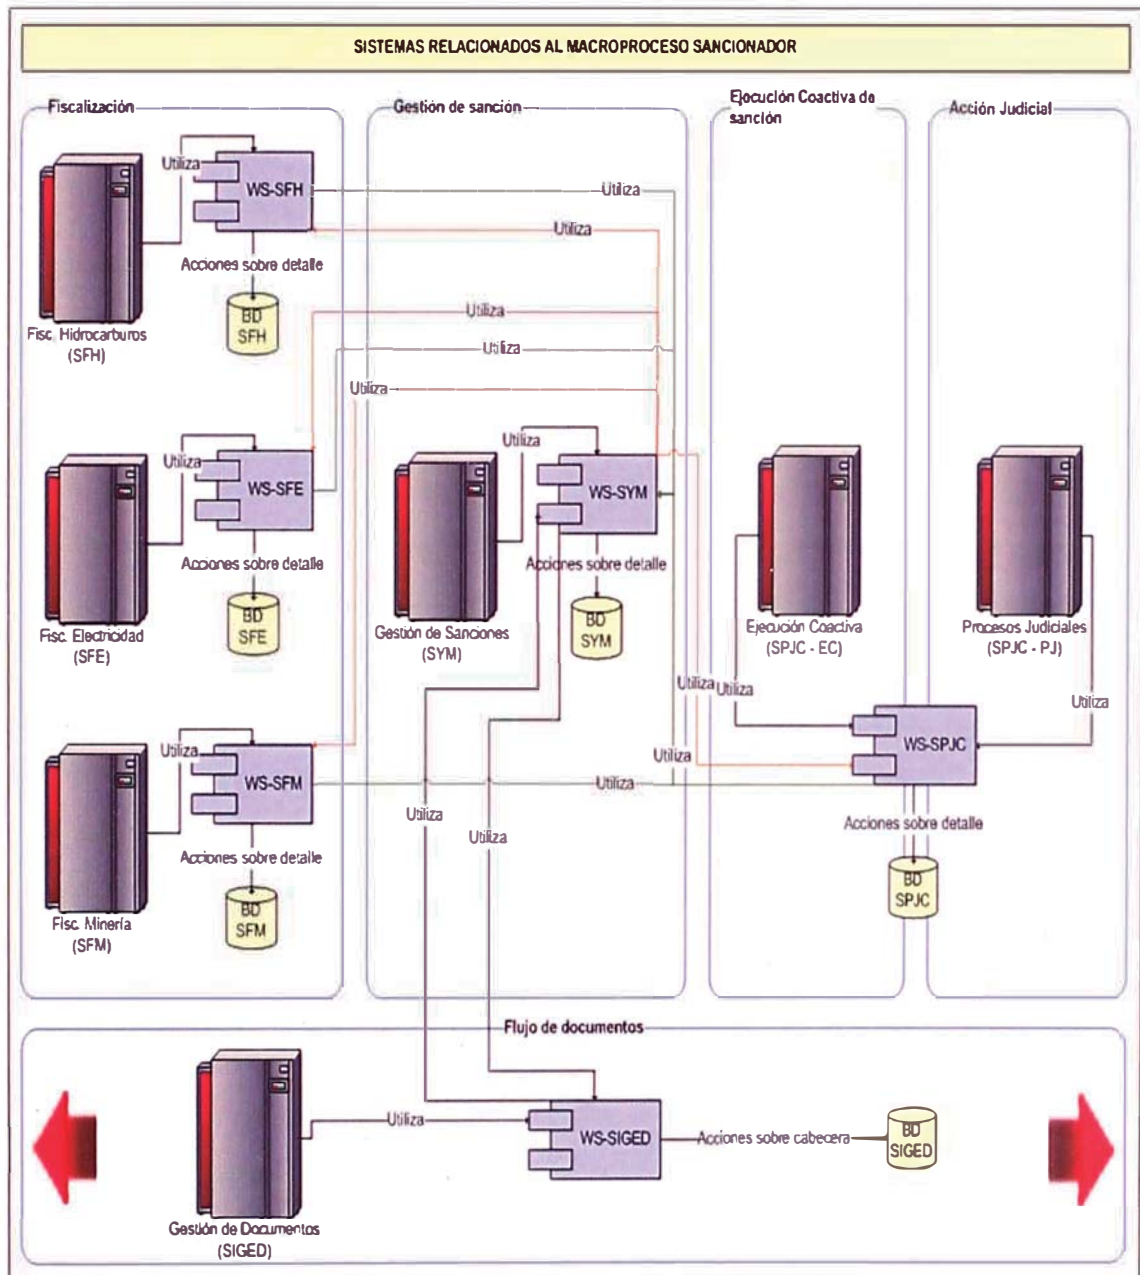 SISTEMAS RELACIONADOS AL MACROPROCESO SANCIONADOR
Fiscalización
Gestión de sanción
Ejecución Coactiva de
sanción
Acción Judicial
Utiliza
WS-SFH
Utiliza
Utiliza
Acciones sobre detalle
BD
SFH
Fisc. Hidrocarburos
(SFH)
Utiliza
Utiliza
Utiliza
Utiliza
WS-SFE
Acciones sobre detalle
BD
SFE
Fisc. Electricidad
(SFE)
Utiliza
WS-SYM
Acciones sobre detalle
BD
SYM
Gestión de Sanciones
(SYM)
Ejecución Coactiva
(SPJC - EC)
Procesos Judiciales
(SPJC - PJ)
Utiliza
Utiliza
Utiliza
Utiliza
WS-SFM
Utiliza
Utiliza
WS-SPJC
Utiliza
Utiliza
Acciones sobre detalle
Acciones sobre detalle
BD
SFM
BD
SPJC
Fisc. Minería
(SFM)
Flujo de documentos
Utiliza
WS-SIGED
Acciones sobre cabecera
BD
SIGED
Gestión de Documentos
(SIGED)